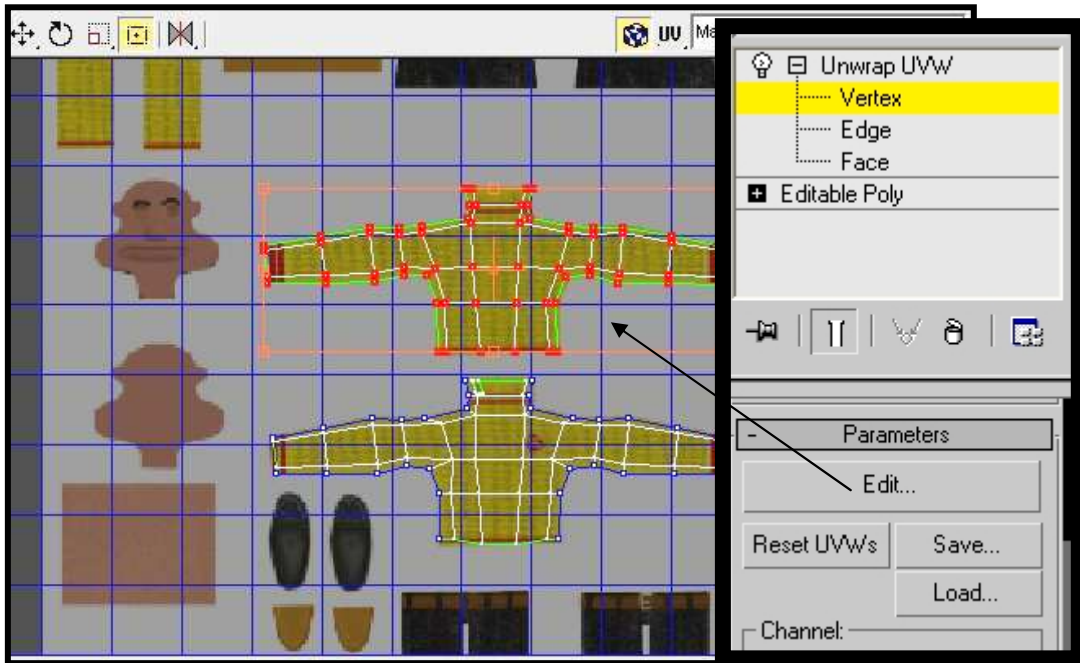 UV
Ma
Unwrap UVW
Vertex
Edge
Face
Editable Poly
- Parameters
Edit...
Reset UVWs Save...
Load...
Channel: